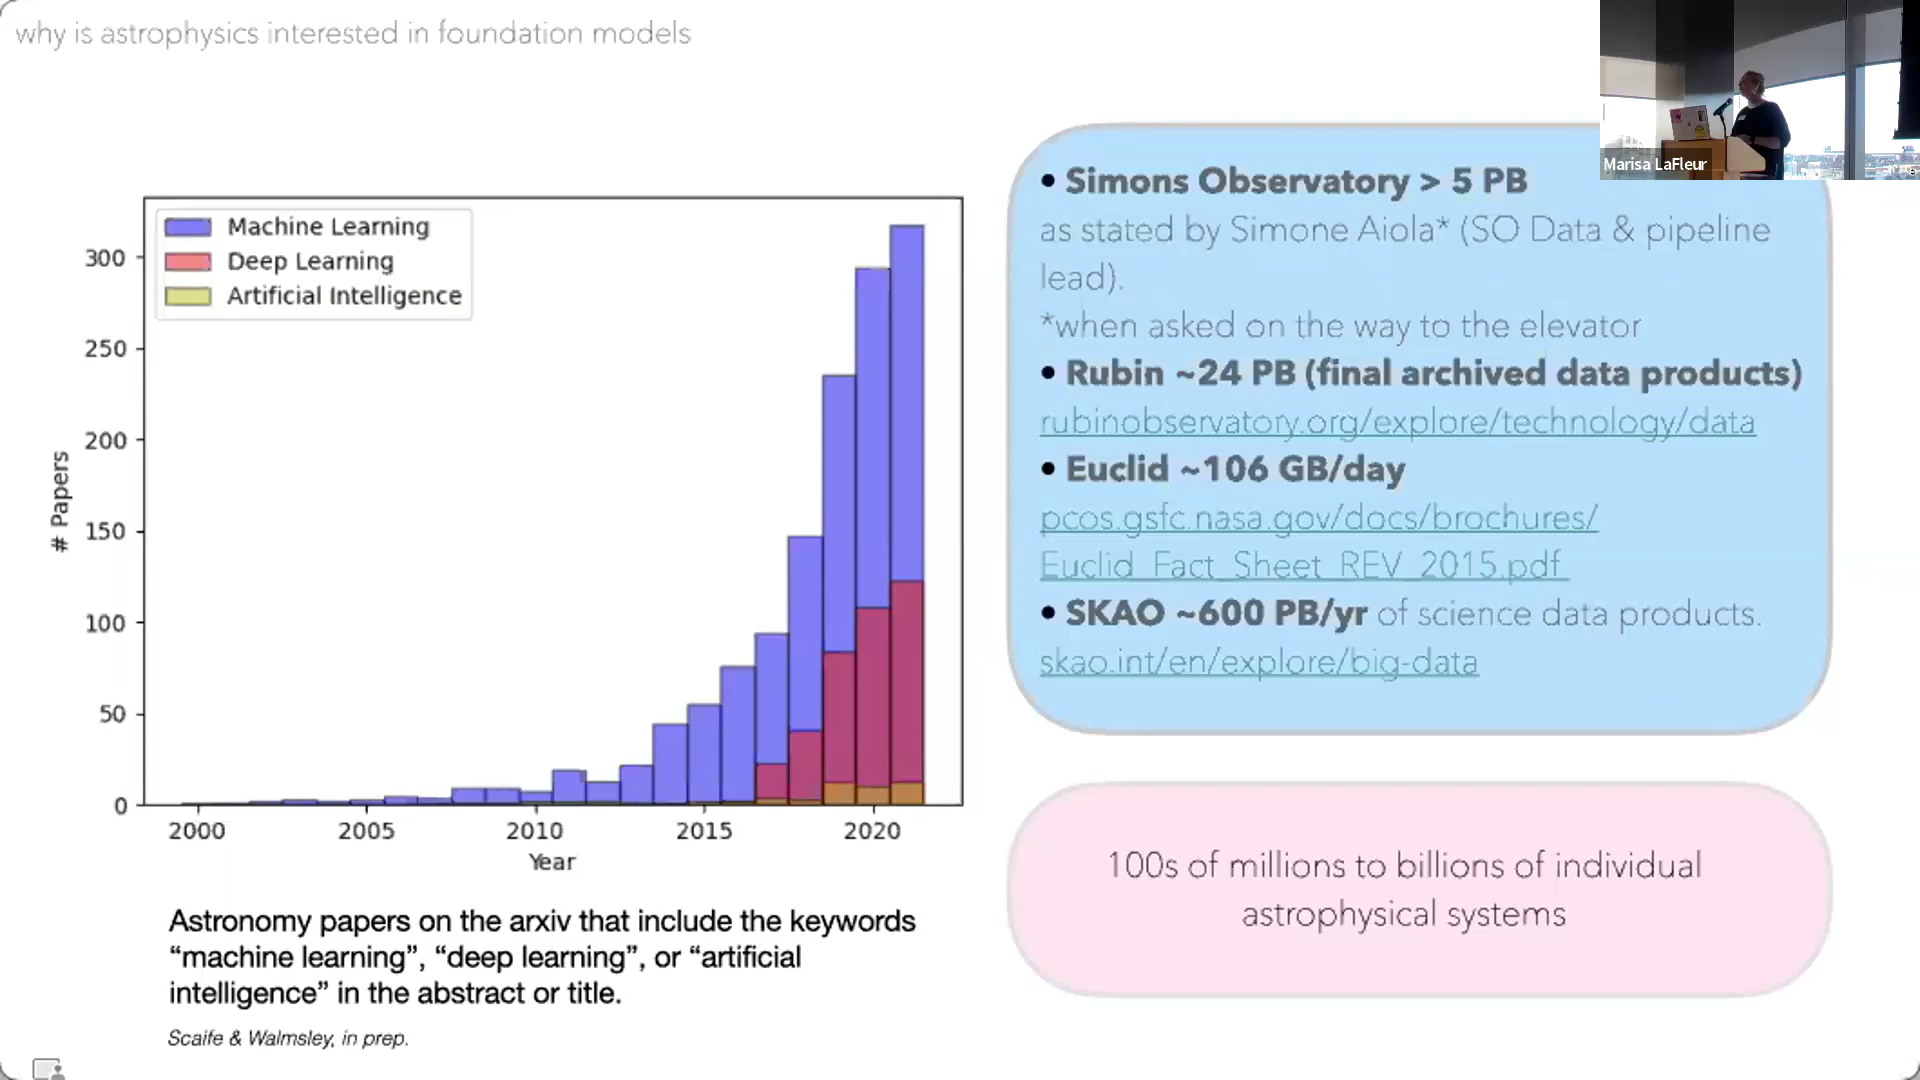 why is astrophysics interested in foundation models
Marisa LaFleur
Machine Learning
Deep Learning
Artificial Intelligence
300
250
200
150
100
50
0
# Papers
2000 2005 2010 2015 2020
Year
Astronomy papers on the arxiv that include the keywords
“machine learning”, “deep learning”, or “artificial
intelligence” in the abstract or title.
Scaife & Walmsley, in prep.
• Simons Observatory > 5 PB
as stated by Simone Aiola* (SO Data & pipeline
lead).
*when asked on the way to the elevator
• Rubin ~24 PB (final archived data products)
rubinobservatory.org/explore/technology/data
• Euclid ~106 GB/day
pcos.gsfc.nasa.gov/docs/brochures/
Euclid_Fact_Sheet_REV_2015.pdf
• SKAO ~600 PB/yr of science data products.
skao.int/en/explore/big-data
100s of millions to billions of individual
astrophysical systems